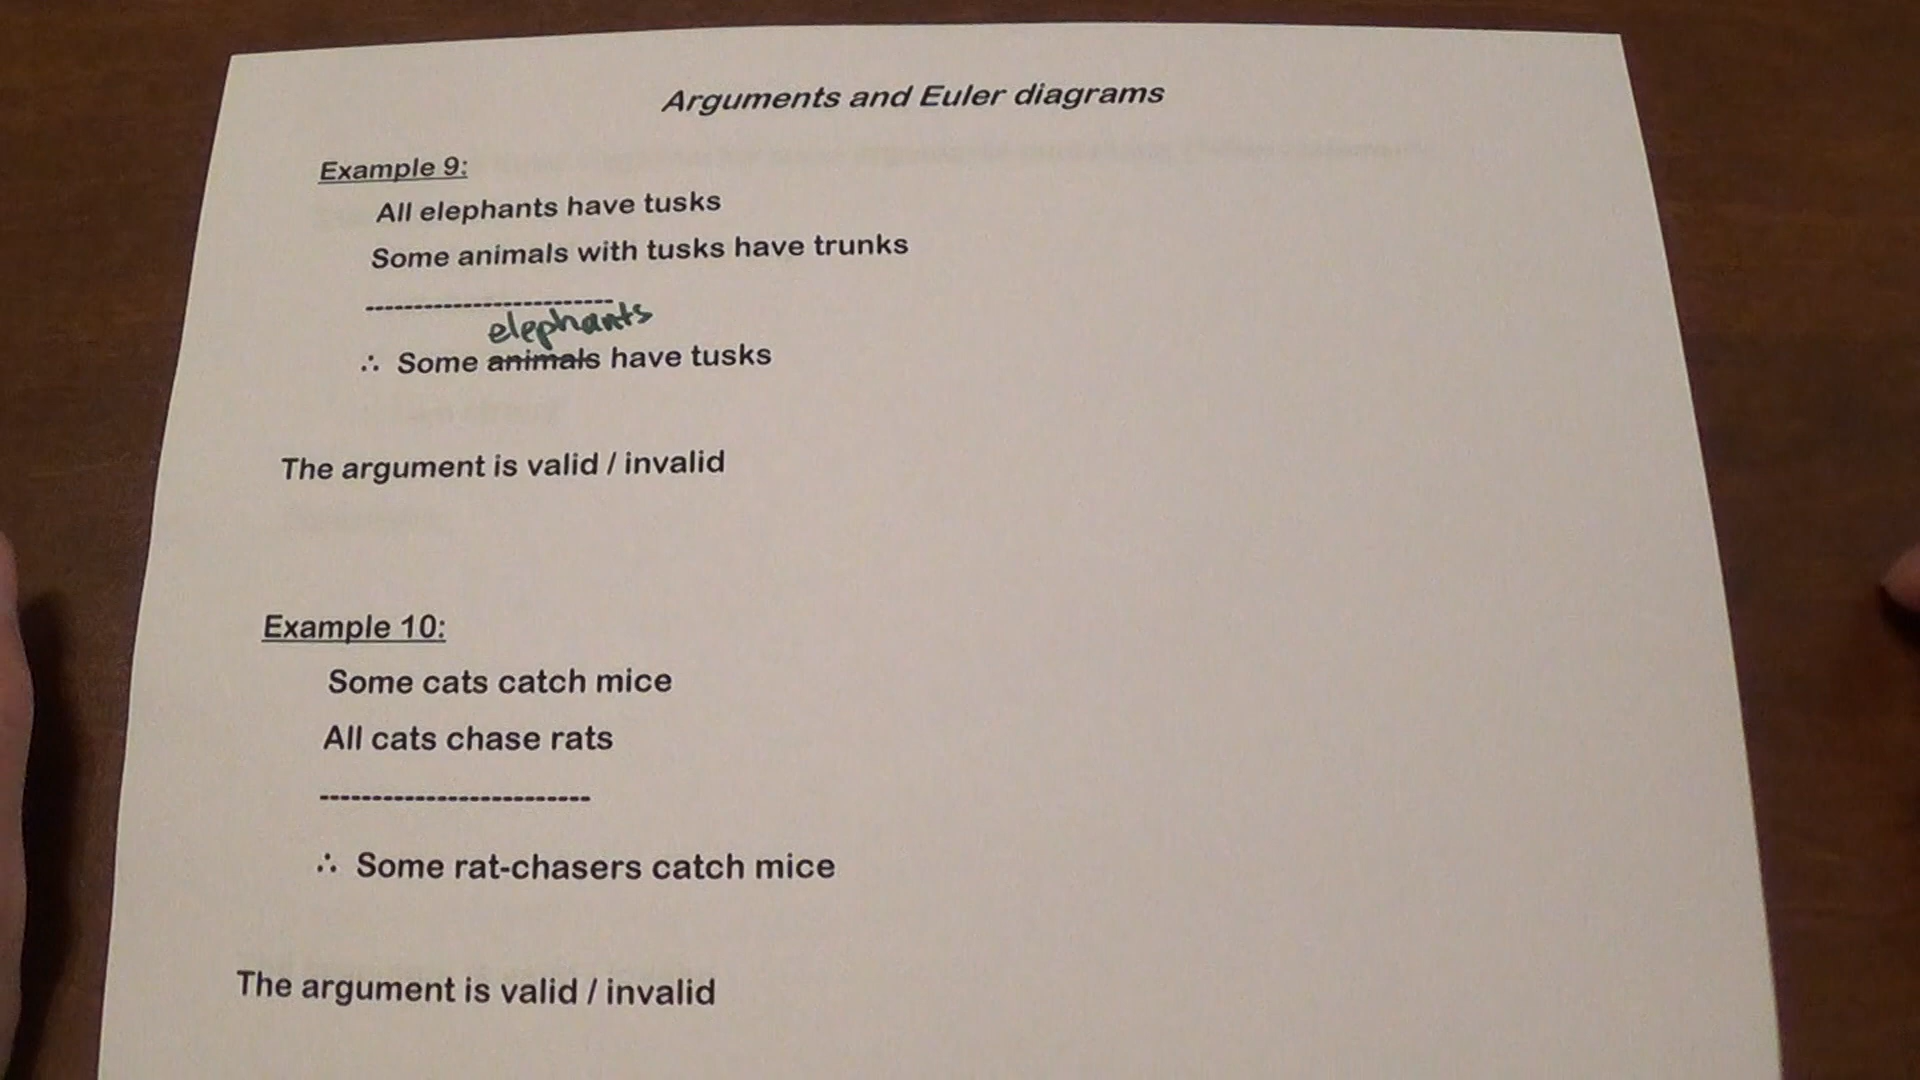 Arguments and Euler diagrams
Example 9:
All elephants have tusks
Some animals with tusks have trunks
-------------------------
elephants
∴ Some animals have tusks
The argument is valid / invalid
Example 10:
Some cats catch mice
All cats chase rats
--------------------------
∴ Some rat-chasers catch mice
The argument is valid / invalid